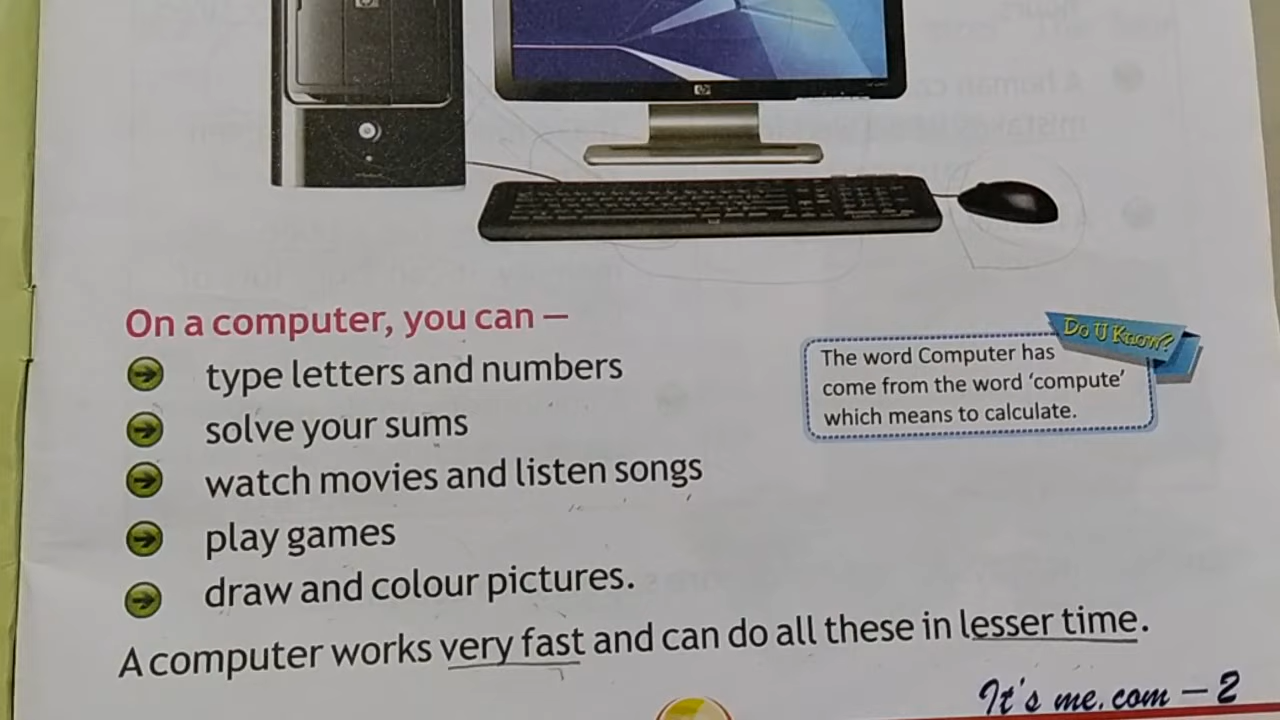 On a computer, you can —
type letters and numbers
solve your sums
watch movies and listen songs
play games
draw and colour pictures.
A computer works very fast and can do all these in lesser time.
Do U Know?
The word Computer has
come from the word ‘compute’
which means to calculate.
It's me.com – 2